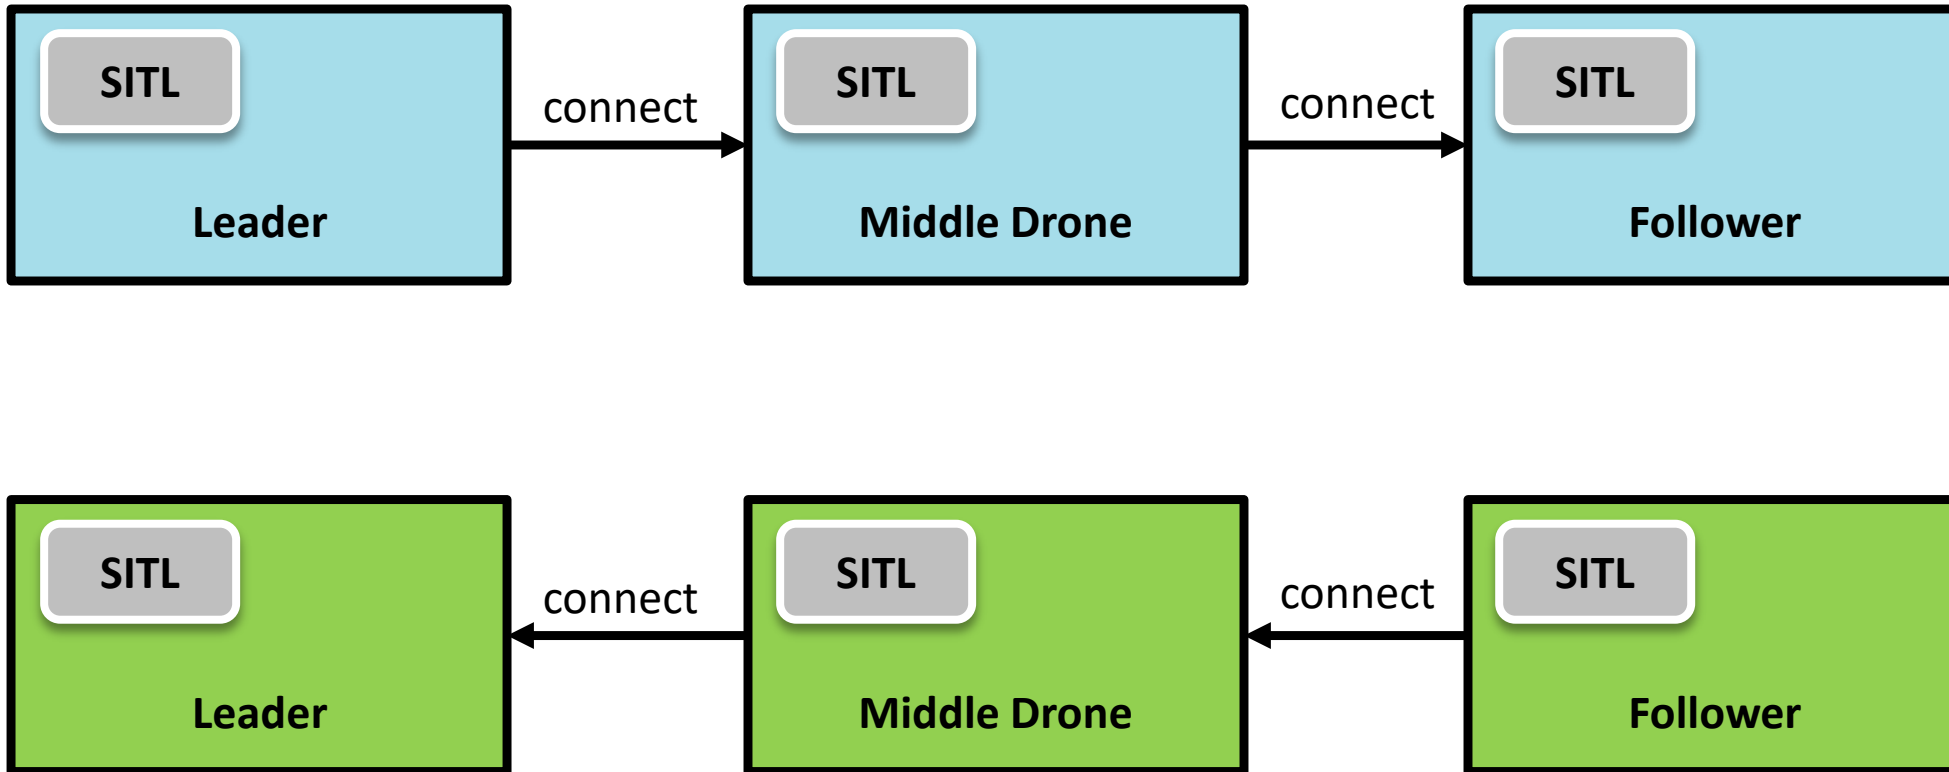 SITL
connect
SITL
connect
SITL
Leader
Middle Drone
Follower
SITL
connect
SITL
connect
SITL
Leader
Middle Drone
Follower